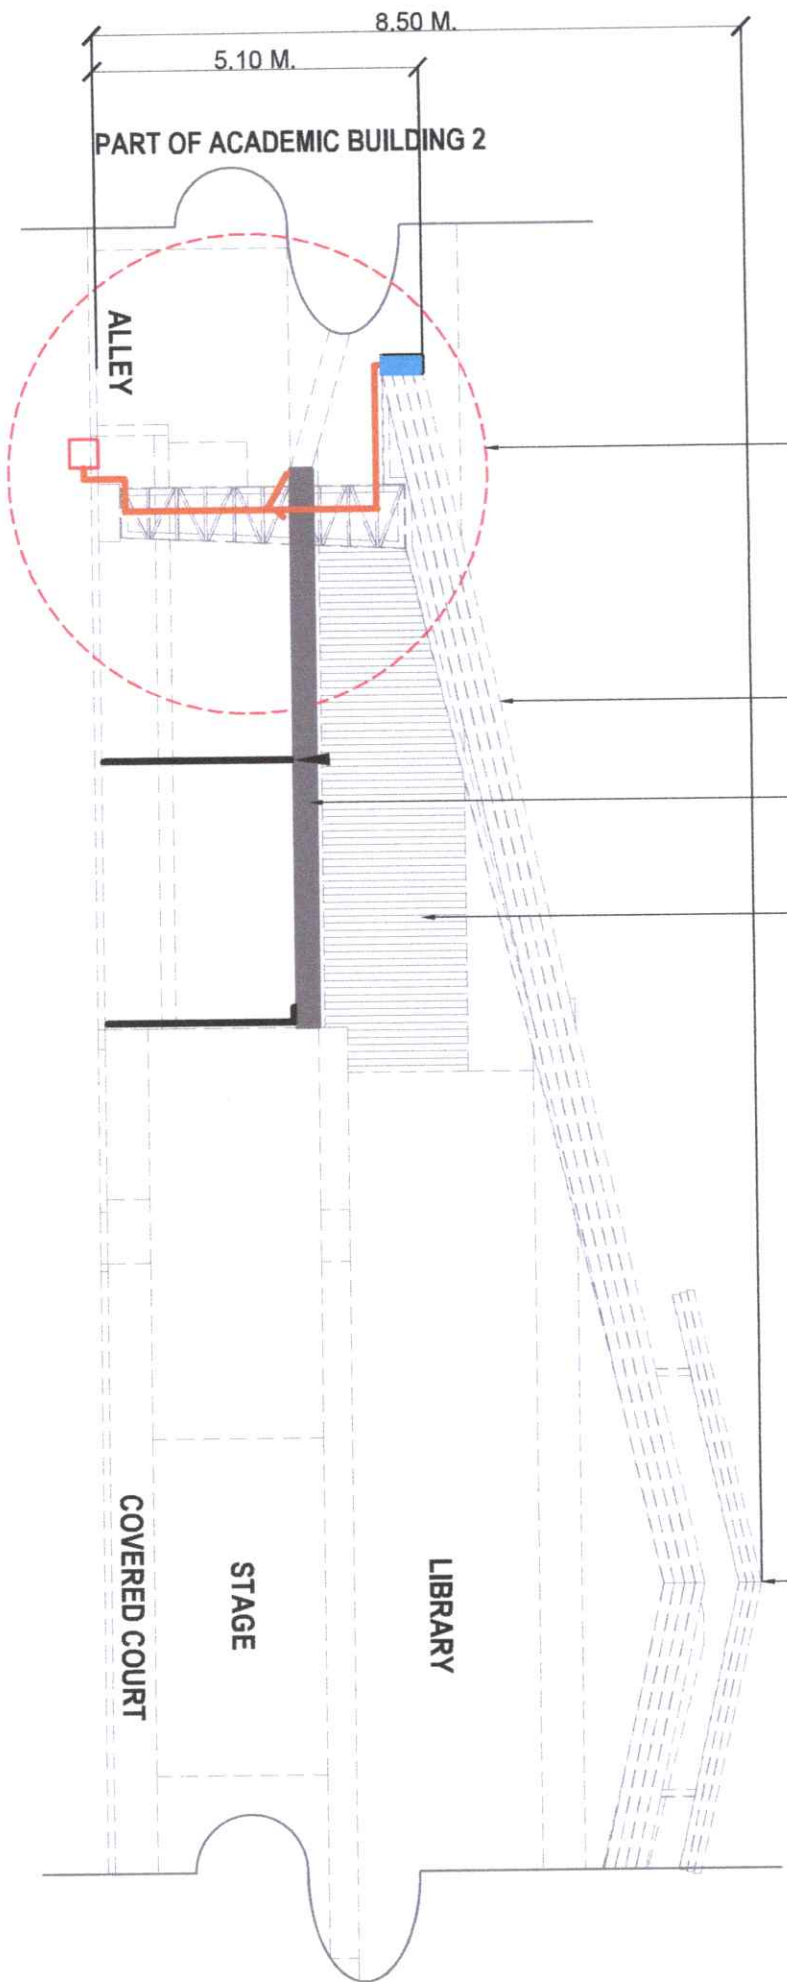 8.50 M.
5.10 M.
PART OF ACADEMIC BUILDING 2
ALLEY
COVERED COURT
STAGE
LIBRARY